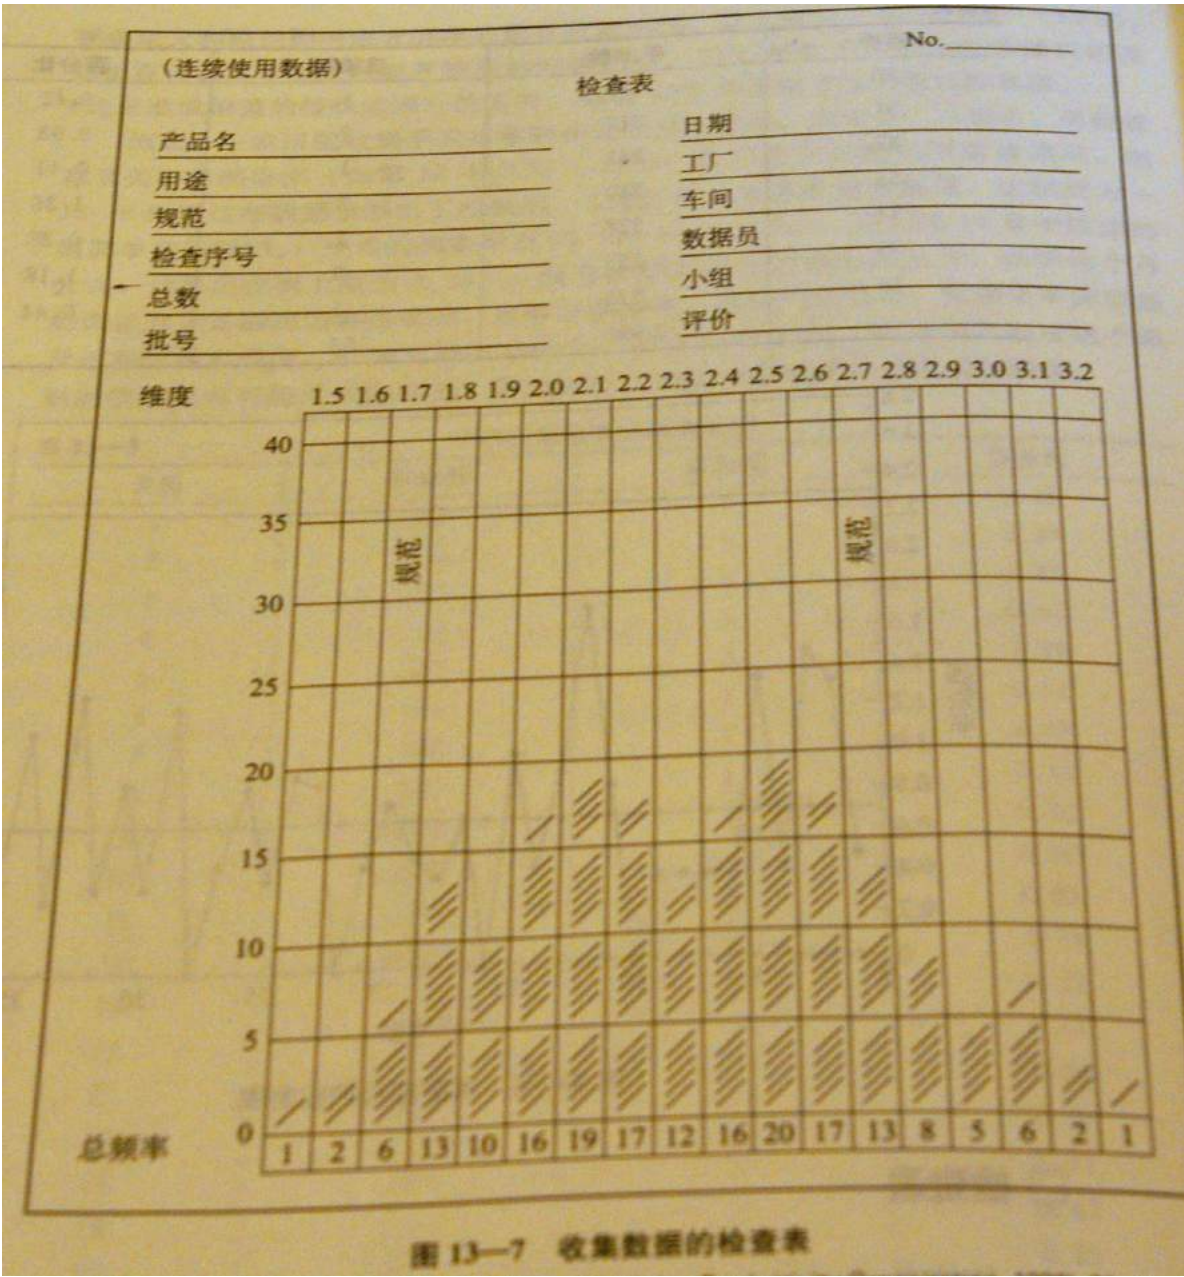 No.
(连续使用数据)
检查表
产品名
日期
用途
工厂
规范
车间
检查序号
数据员
总数
小组
批号
评价
维度 1.5 1.6 1.7 1.8 1.9 2.0 2.1 2.2 2.3 2.4 2.5 2.6 2.7 2.8 2.9 3.0 3.1 3.2
40
35
规范 规范
30
25
20
15
10
5
0
总频率 1 2 6 13 10 16 19 17 12 16 20 17 13 8 5 6 2 1
图 13—7 收集数据的检查表